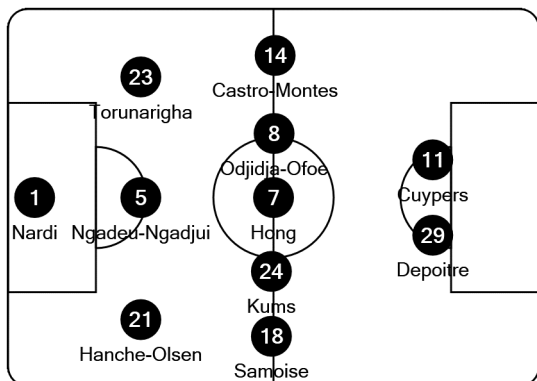 14
Castro-Montes
23
Torunarigha
8
Odjidja-Ofoe
11
Cuypers
1
Nardi
5
Ngadeu-Ngadjui
7
Hong
29
Depoitre
24
Kums
21
Hanche-Olsen
18
Samoise